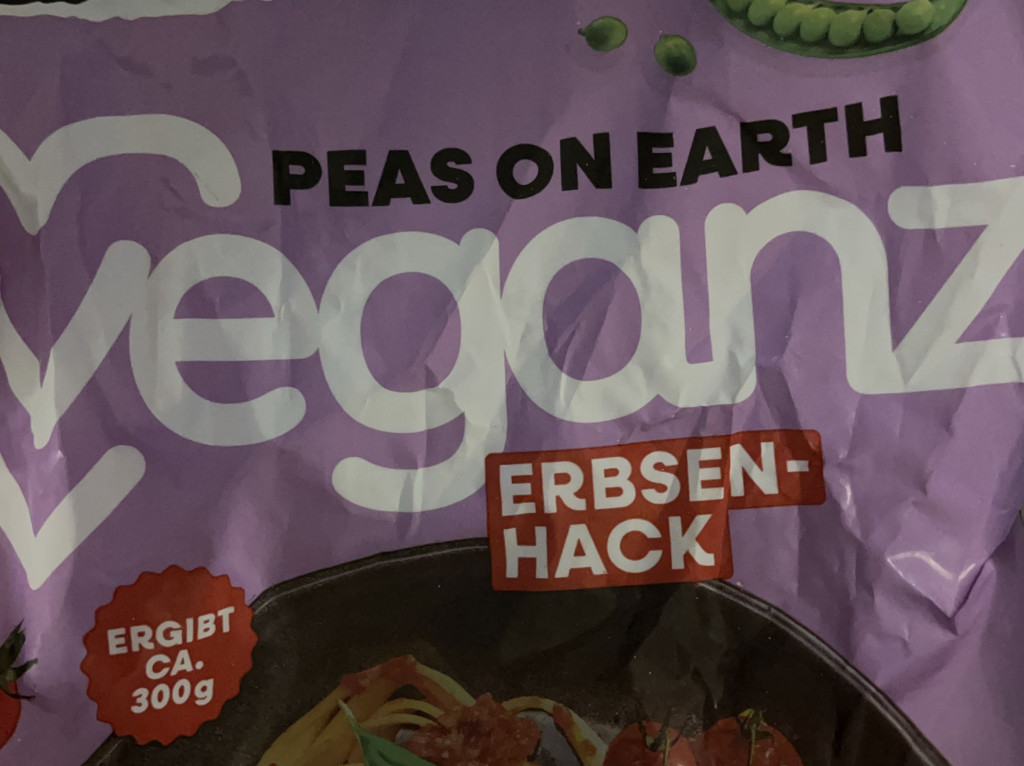 PEAS ON EARTH
veganz
ERBSEN-
HACK
ERGIBT
CA.
300g